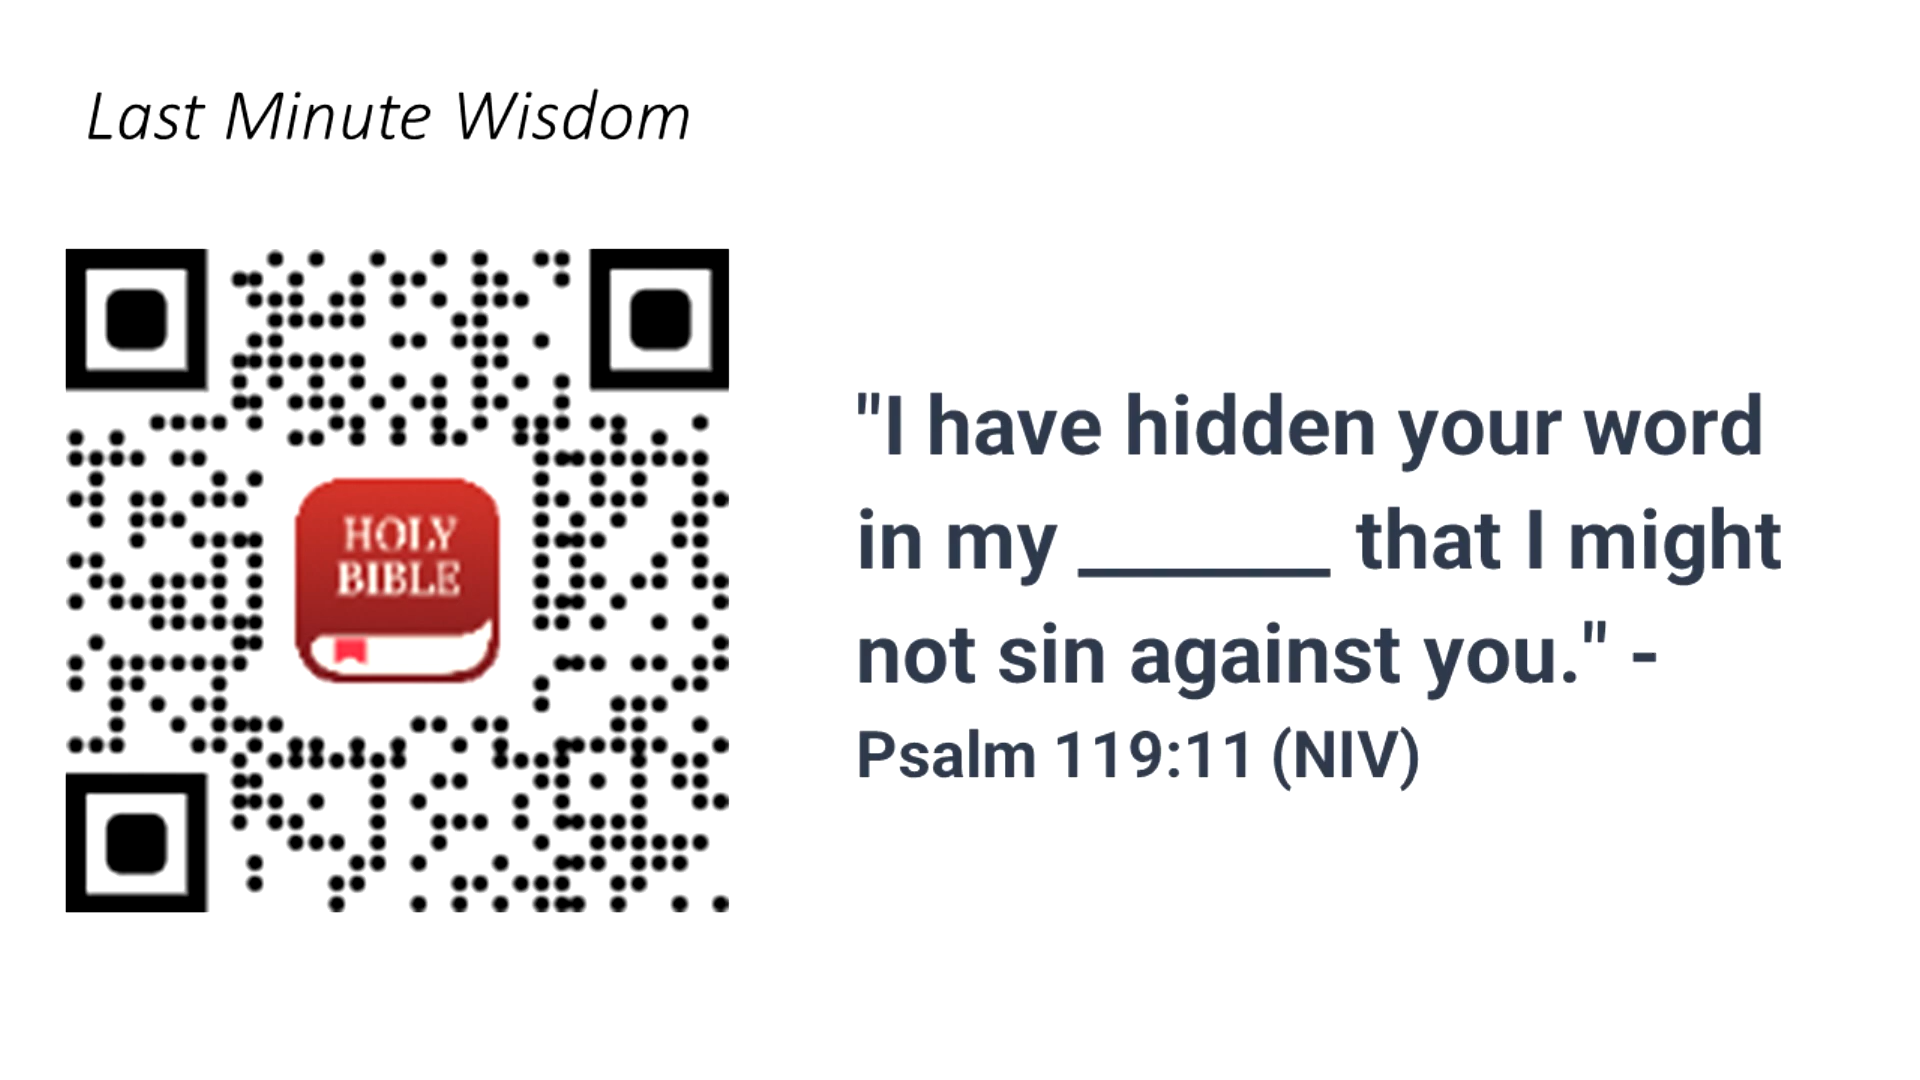 Last Minute Wisdom
HOLY
BIBLE
"I have hidden your word
in my ______ that I might
not sin against you." -
Psalm 119:11 (NIV)